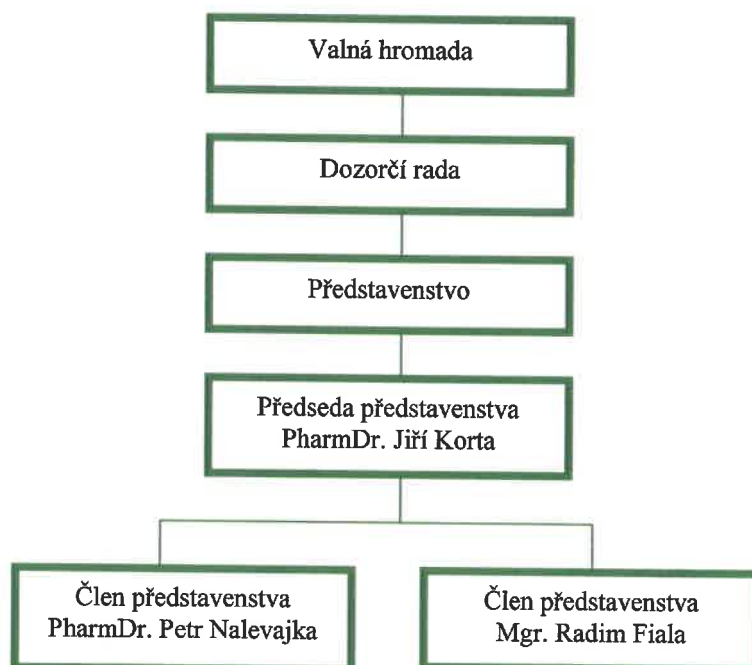 Valná hromada
Dozorčí rada
Představenstvo
Předseda představenstva
PharmDr. Jiří Korta
Člen představenstva
PharmDr. Petr Nalevajka
Člen představenstva
Mgr. Radim Fiala